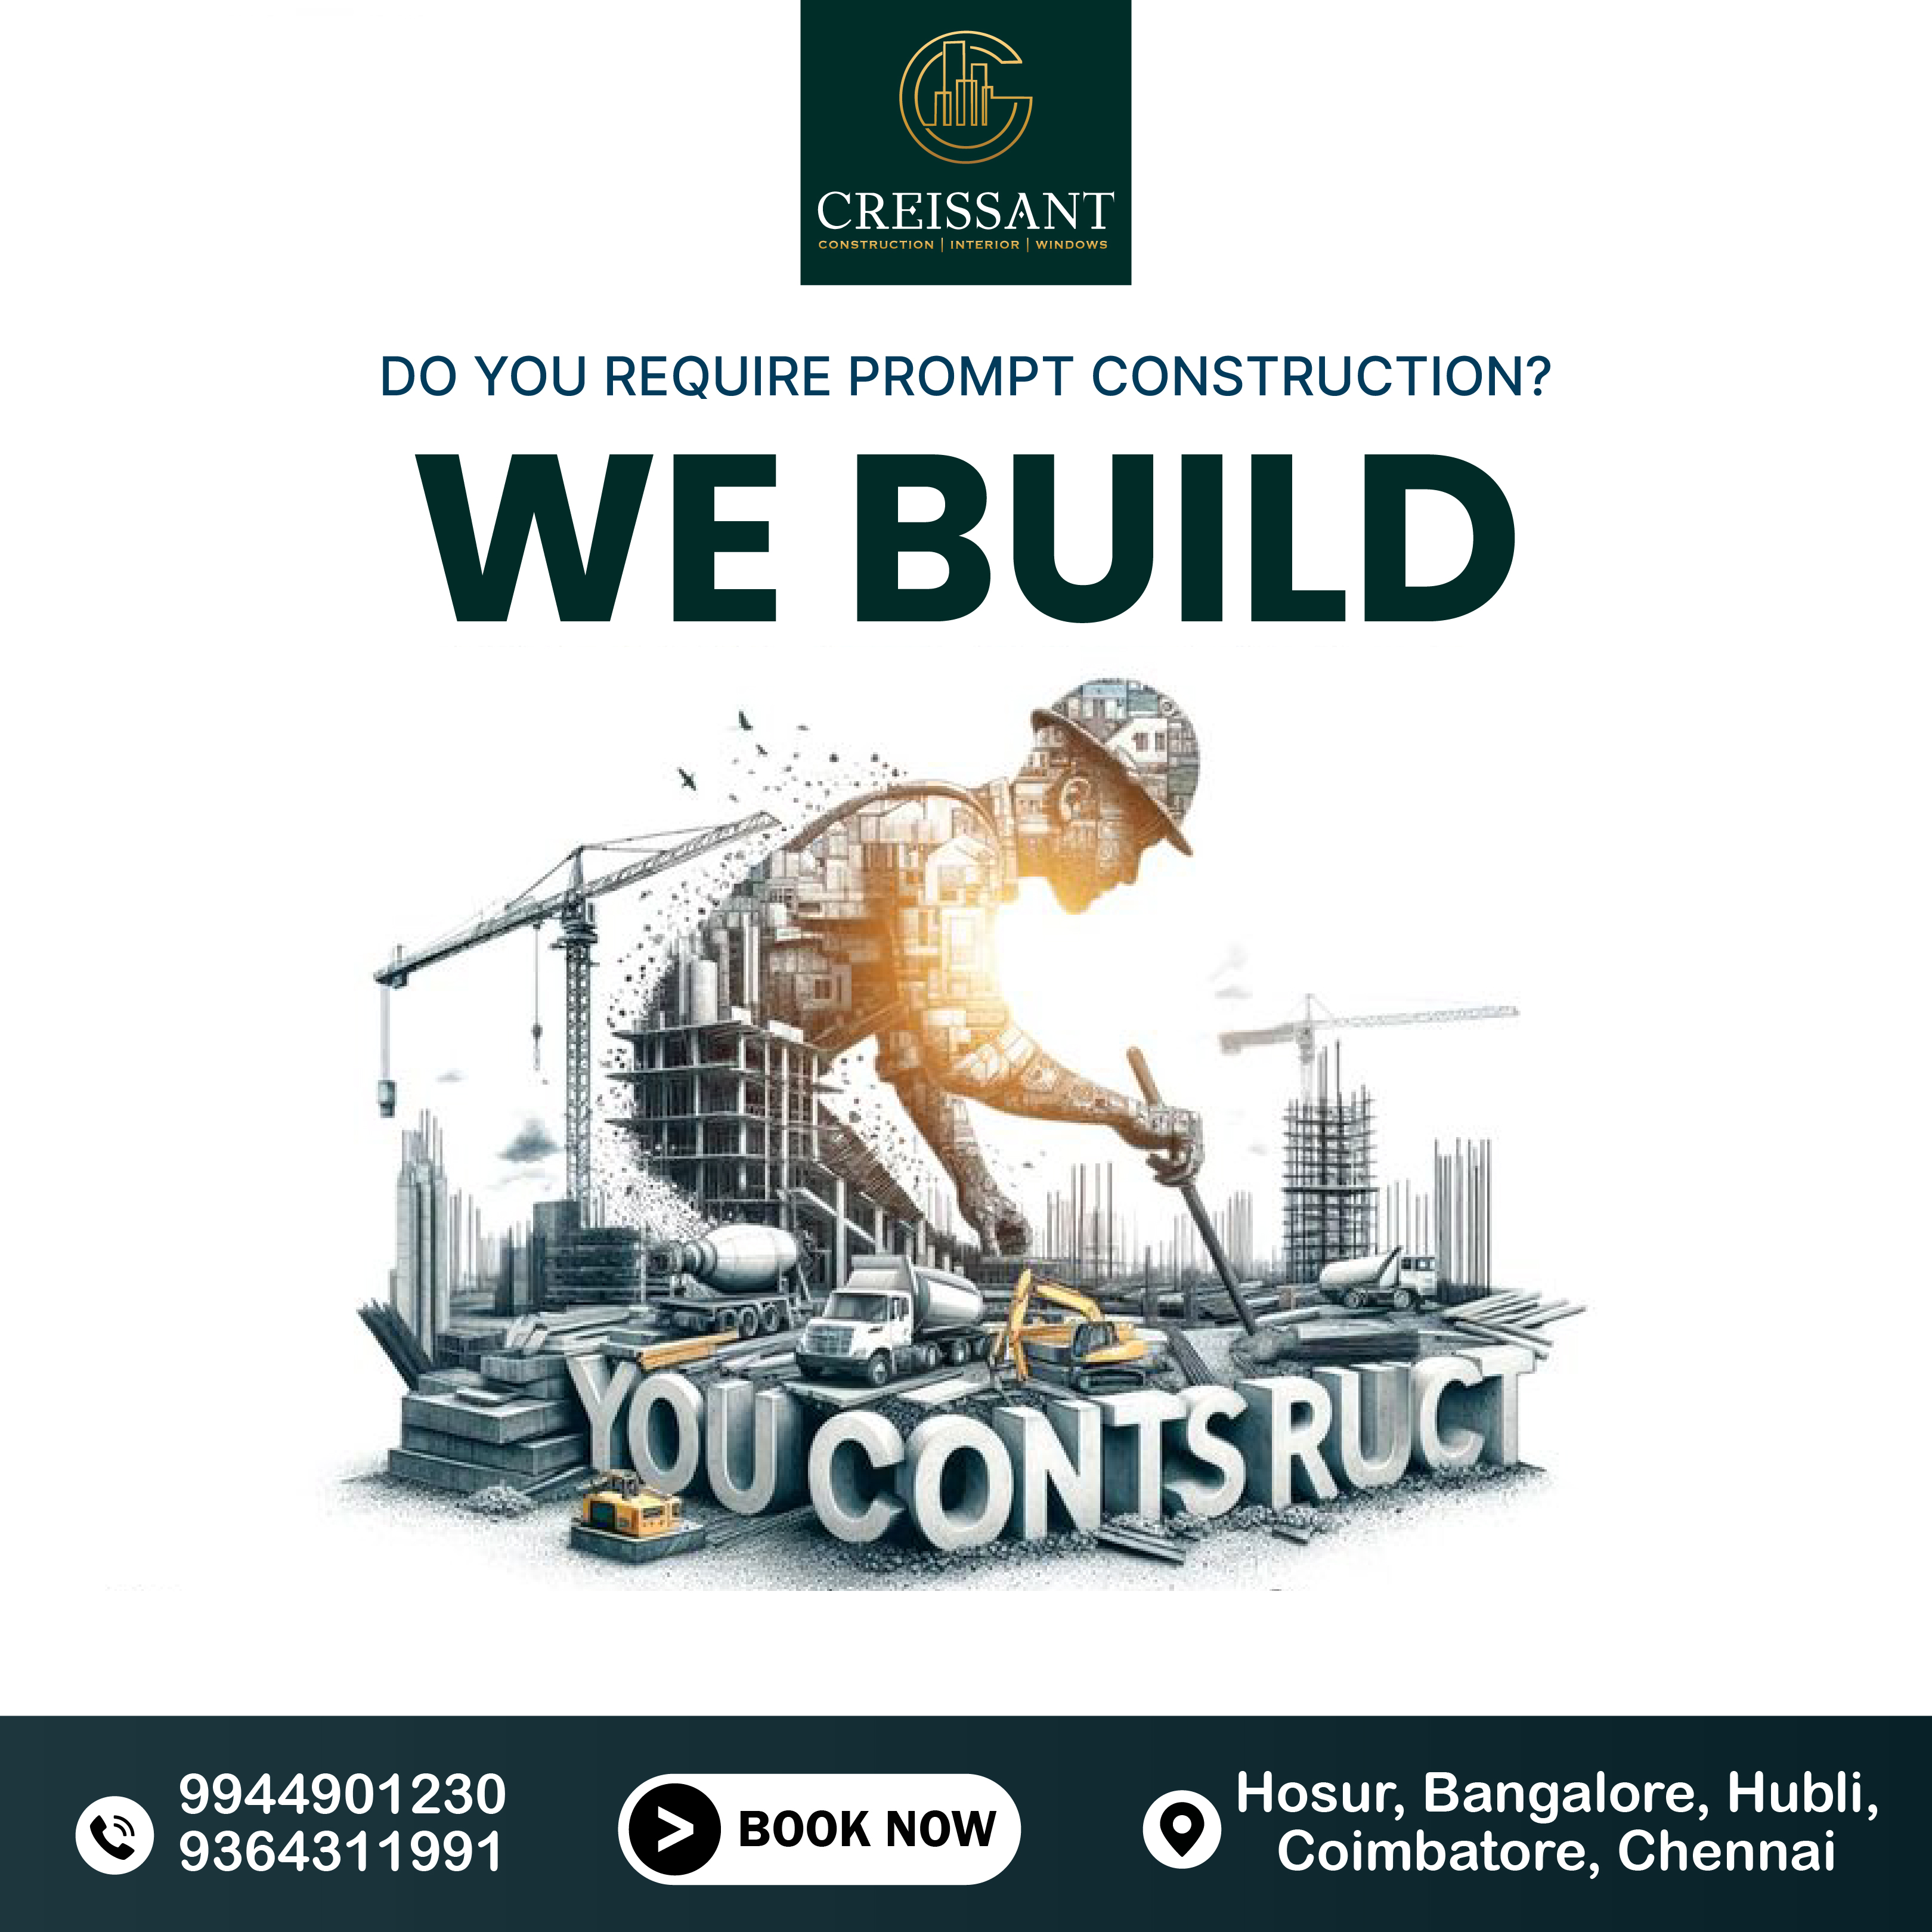 CREISSANT
CONSTRUCTION | INTERIOR | WINDOWS
DO YOU REQUIRE PROMPT CONSTRUCTION?
WE BUILD
YOU CONTSRUCT
9944901230
9364311991
> BOOK NOW
Hosur, Bangalore, Hubli,
Coimbatore, Chennai